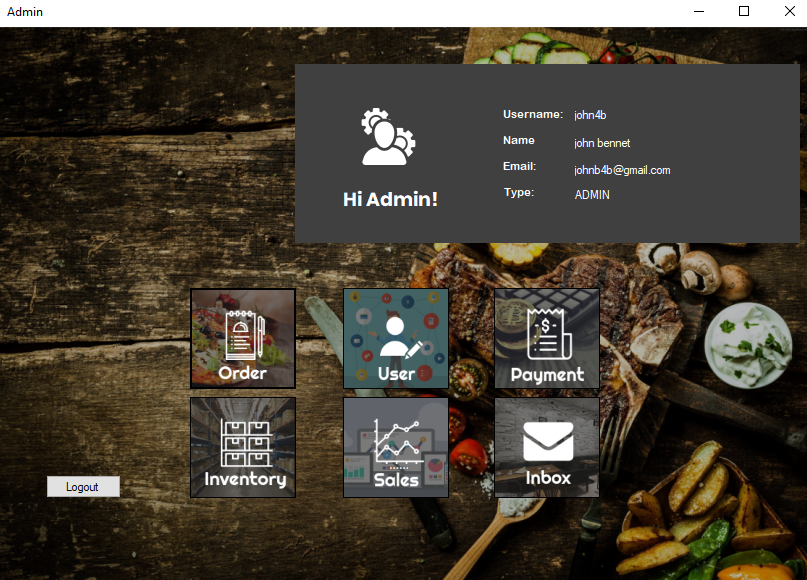 Admin
Username: john4b
Name john bennet
Email: johnb4b@gmail.com
Type: ADMIN
Hi Admin!
Order
User
Payment
Inventory
Sales
Inbox
Logout